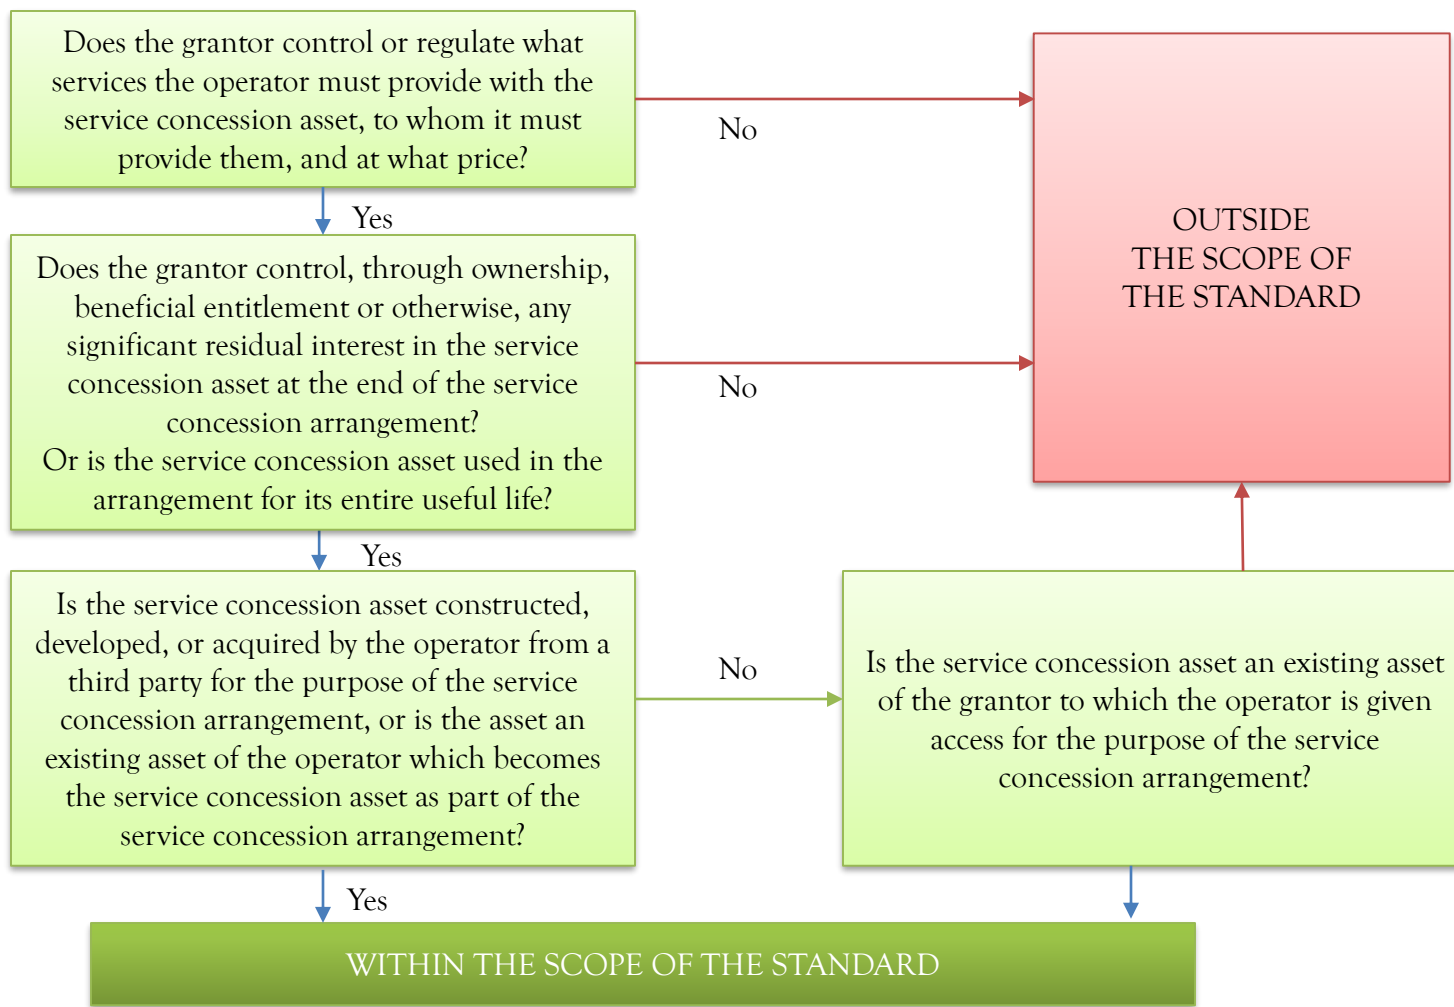 Does the grantor control or regulate what
services the operator must provide with the
service concession asset, to whom it must
provide them, and at what price?
No
Yes
OUTSIDE
THE SCOPE OF
THE STANDARD
Does the grantor control, through ownership,
beneficial entitlement or otherwise, any
significant residual interest in the service
concession asset at the end of the service
concession arrangement?
Or is the service concession asset used in the
arrangement for its entire useful life?
No
Yes
Is the service concession asset constructed,
developed, or acquired by the operator from a
third party for the purpose of the service
concession arrangement, or is the asset an
existing asset of the operator which becomes
the service concession asset as part of the
service concession arrangement?
No
Is the service concession asset an existing asset
of the grantor to which the operator is given
access for the purpose of the service
concession arrangement?
Yes
WITHIN THE SCOPE OF THE STANDARD